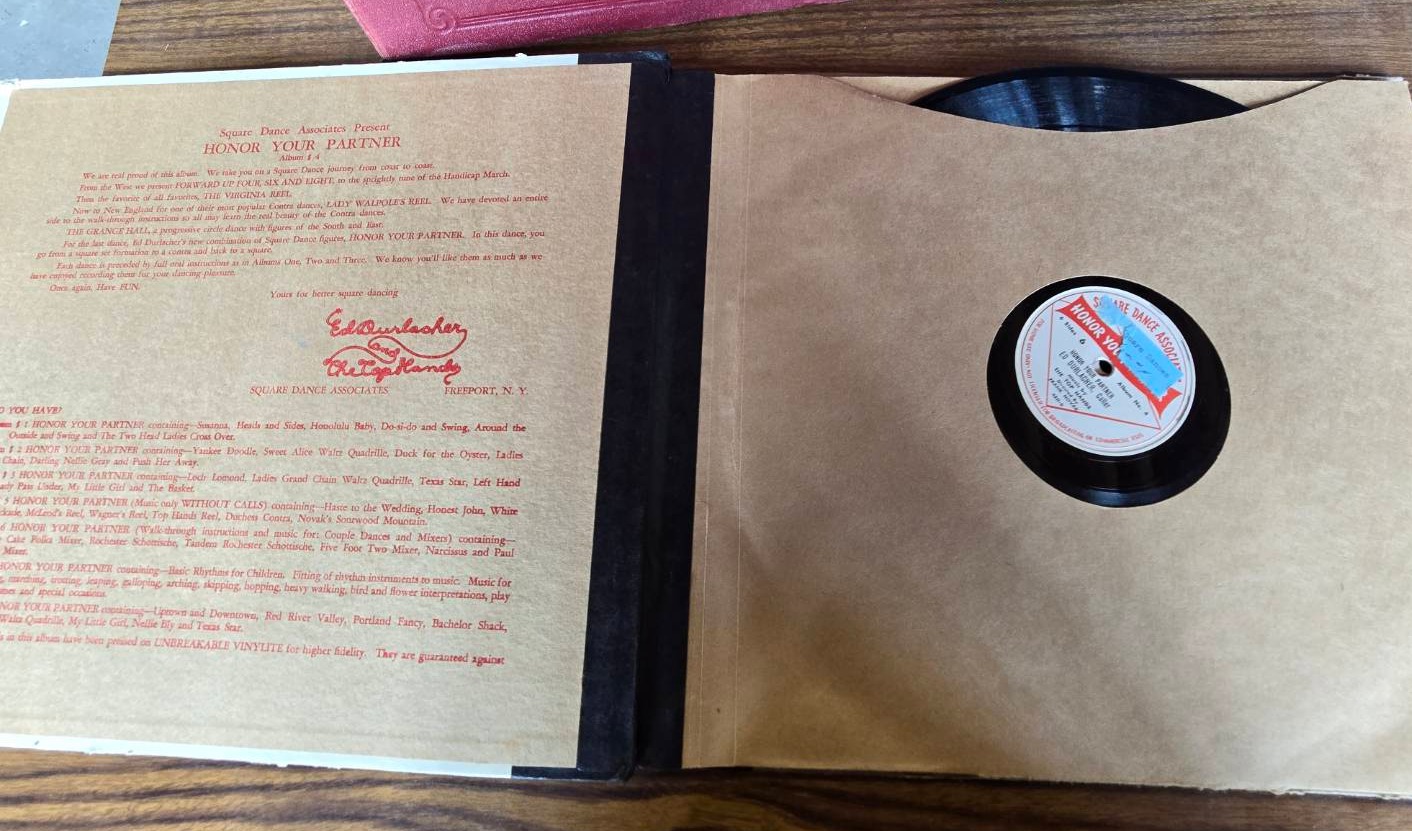 Square Dance Associates Present
HONOR YOUR PARTNER
Album # 4
We are real proud of this album. We take you on a Square Dance journey from coast to coast.
From the West we present FORWARD UP FOUR, SIX AND EIGHT, to the sprightly tune of the Handicap March.
Then the favorite of all favorites, THE VIRGINIA REEL.
Now to New England for one of their most popular Contra dances, LADY WALPOLE'S REEL. We have devoted an entire
side to the walk-through instructions so all may learn the real beauty of the Contra dances.
THE GRANGE HALL, a progressive circle dance with figures of the South and East.
For the last dance, Ed Durlacher's new combination of Square Dance figures, HONOR YOUR PARTNER. In this dance, you
go from a square set formation to a contra and back to a square.
Each dance is preceded by full oral instructions as in Albums One, Two and Three. We know you'll like them as much as we
have enjoyed recording them for your dancing pleasure.
Once again, Have FUN.
Yours for better square dancing
Ed Durlacher
and
The Top Hands
SQUARE DANCE ASSOCIATES FREEPORT, N. Y.
YOU HAVE?
# 1 HONOR YOUR PARTNER containing—Susanna, Heads and Sides, Honolulu Baby, Do-si-do and Swing, Around the
Outside and Swing and The Two Head Ladies Cross Over.
# 2 HONOR YOUR PARTNER containing—Yankee Doodle, Sweet Alice Waltz Quadrille, Duck for the Oyster, Ladies
Chain, Darling Nellie Gray and Push Her Away.
# 3 HONOR YOUR PARTNER containing—Loch Lomond, Ladies Grand Chain Waltz Quadrille, Texas Star, Left Hand
Lady Pass Under, My Little Girl and The Basket.
5 HONOR YOUR PARTNER (Music only WITHOUT CALLS) containing—Haste to the Wedding, Honest John, White
McLeod's Reel, Wagner's Reel, Top Hands Reel, Duchess Contra, Novak's Sourwood Mountain.
6 HONOR YOUR PARTNER (Walk-through instructions and music for: Couple Dances and Mixers) containing—
Cake Polka Mixer, Rochester Schottische, Tandem Rochester Schottische, Five Foot Two Mixer, Narcissus and Paul
Mixer.
HONOR YOUR PARTNER containing—Basic Rhythms for Children. Fitting of rhythm instruments to music. Music for
marching, trotting, leaping, galloping, arching, skipping, hopping, heavy walking, bird and flower interpretations, play
and special occasions.
HONOR YOUR PARTNER containing—Uptown and Downtown, Red River Valley, Portland Fancy, Bachelor Shack,
Waltz Quadrille, My Little Girl, Nellie Bly and Texas Star.
in this album have been pressed on UNBREAKABLE VINYLITE for higher fidelity. They are guaranteed against
SQUARE DANCE ASSOCIA
HONOR YOU
Album No. 4
HONOR YOUR PARTNER
ED DURLACHER, Caller
music by
THE TOP HANDS
FRANK NOVAK